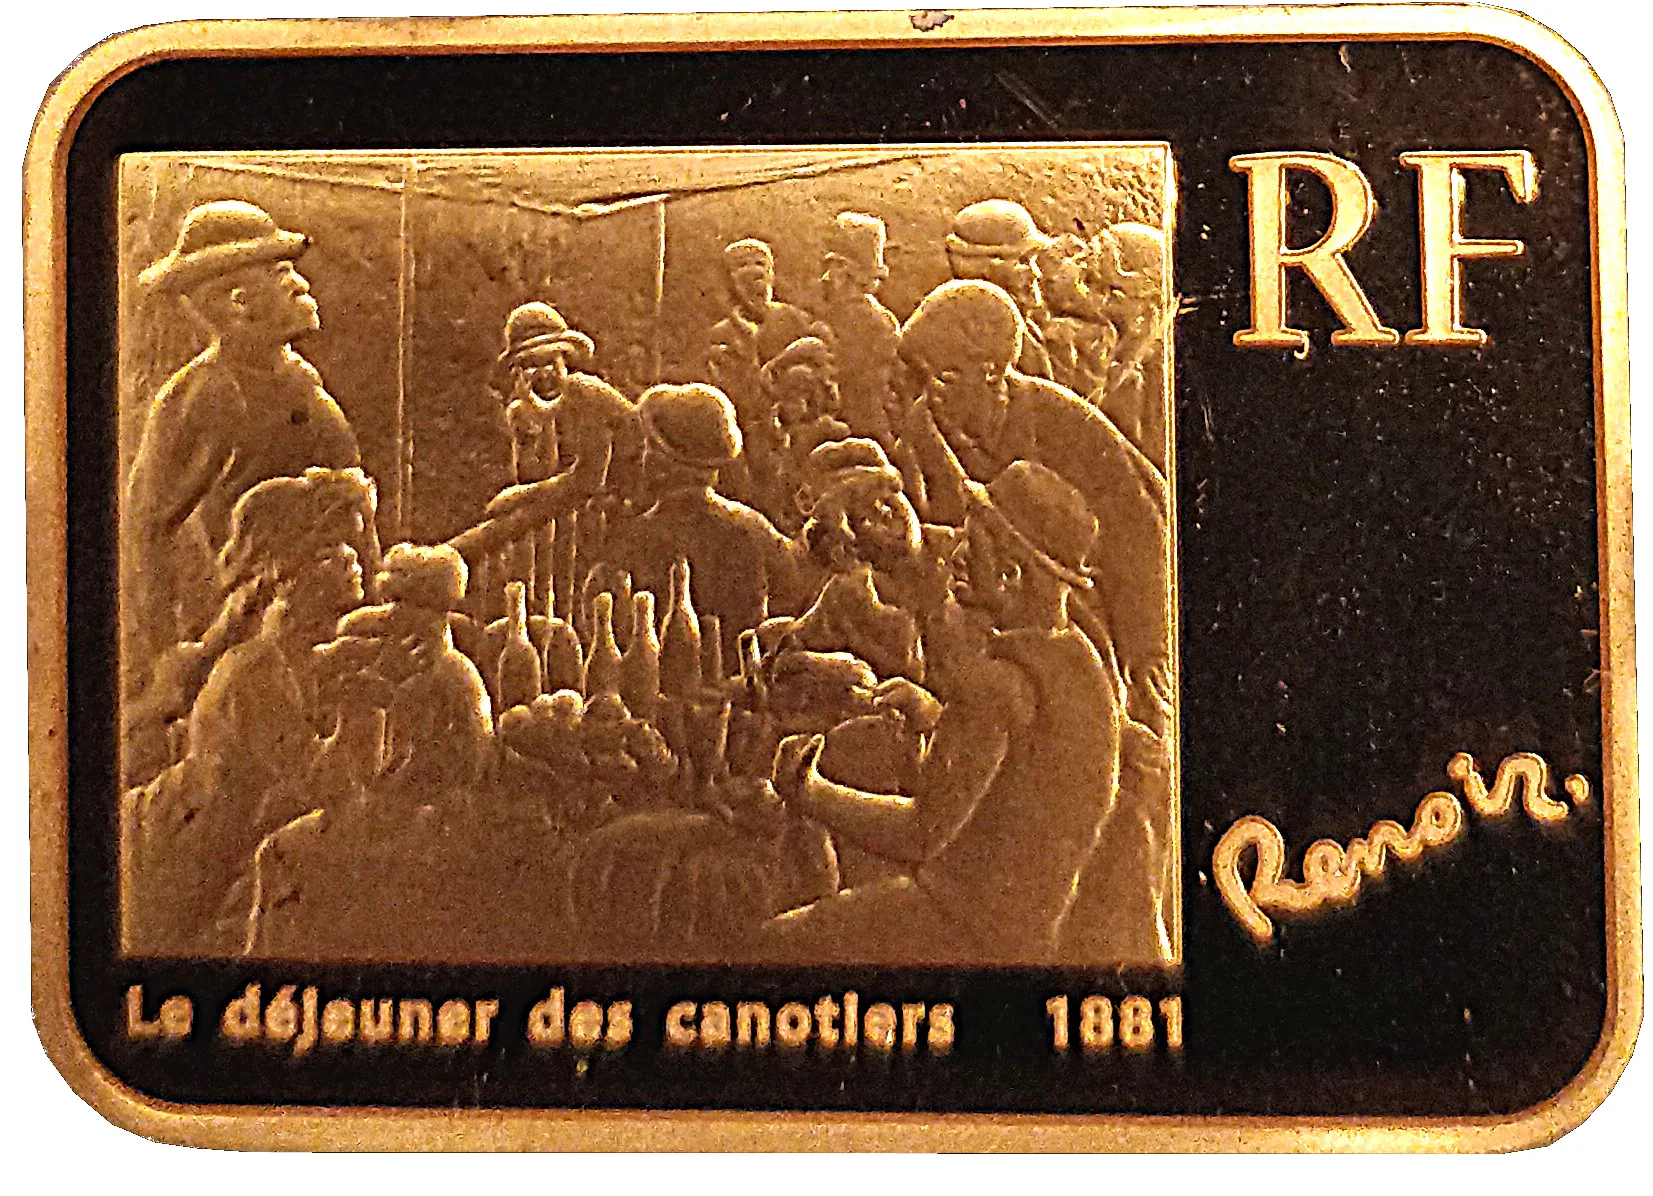 RF
Renoir.
Le déjeuner des canotiers 1881